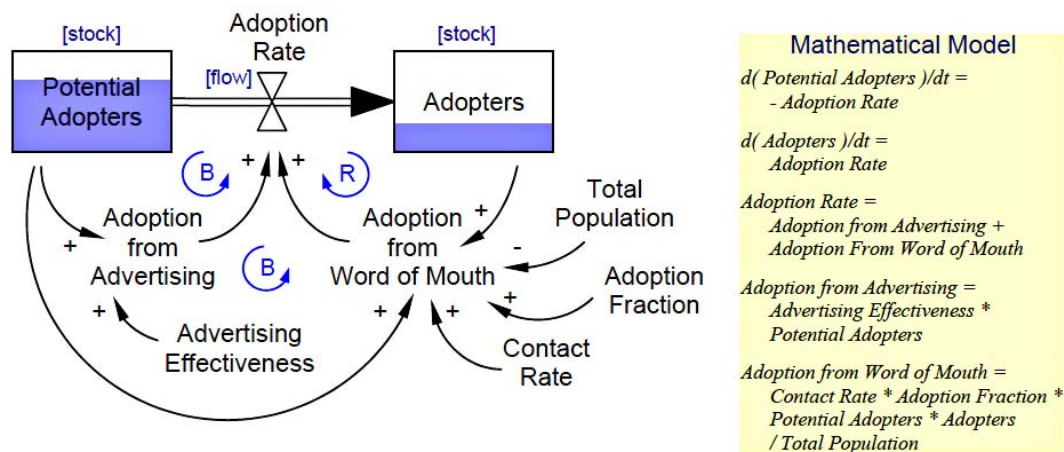 [stock]
Potential
Adopters
Adoption
Rate
[flow]
[stock]
Adopters
B
R
+
+
+
Adoption
from
Advertising
+
B
Adoption
from
Word of Mouth
+
Total
Population
-
Adoption
Fraction
+
+
+
Contact
Rate
+
Advertising
Effectiveness
Mathematical Model
d( Potential Adopters )/dt =
- Adoption Rate
d( Adopters )/dt =
Adoption Rate
Adoption Rate =
Adoption from Advertising +
Adoption From Word of Mouth
Adoption from Advertising =
Advertising Effectiveness *
Potential Adopters
Adoption from Word of Mouth =
Contact Rate * Adoption Fraction *
Potential Adopters * Adopters
/ Total Population